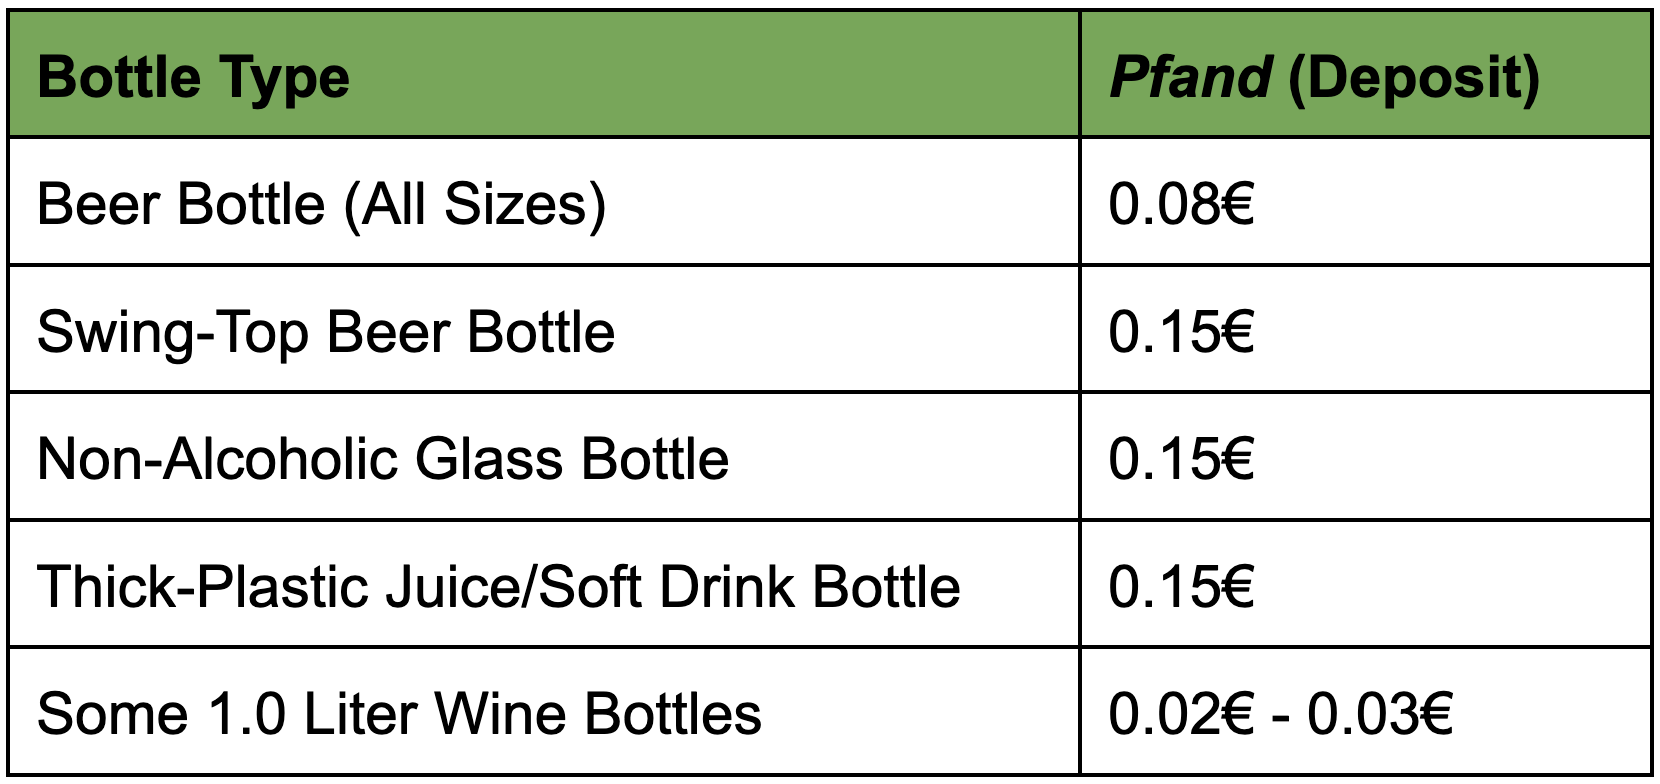 Bottle Type Pfand (Deposit)
Beer Bottle (All Sizes) 0.08€
Swing-Top Beer Bottle 0.15€
Non-Alcoholic Glass Bottle 0.15€
Thick-Plastic Juice/Soft Drink Bottle 0.15€
Some 1.0 Liter Wine Bottles 0.02€ - 0.03€